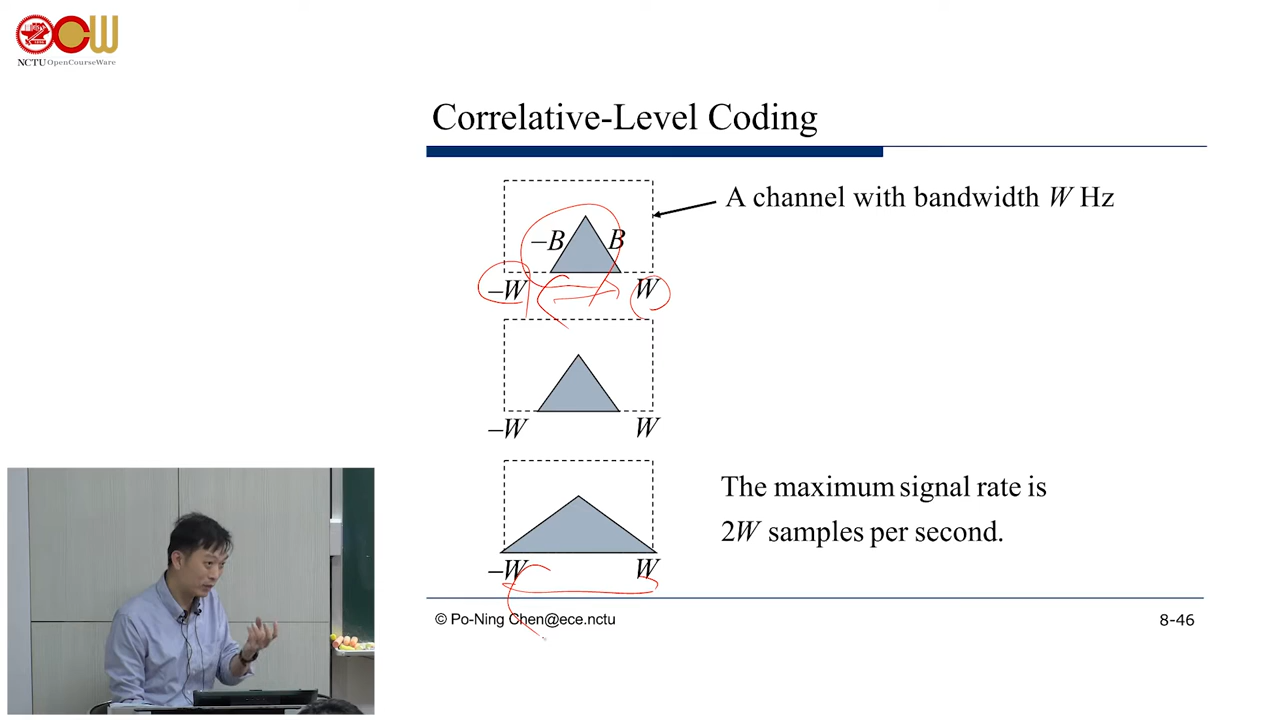 OCW
NCTU OpenCourseWare
Correlative-Level Coding
A channel with bandwidth W Hz
–B B
–W W
–W W
The maximum signal rate is
2W samples per second.
–W W
© Po-Ning Chen@ece.nctu
8-46